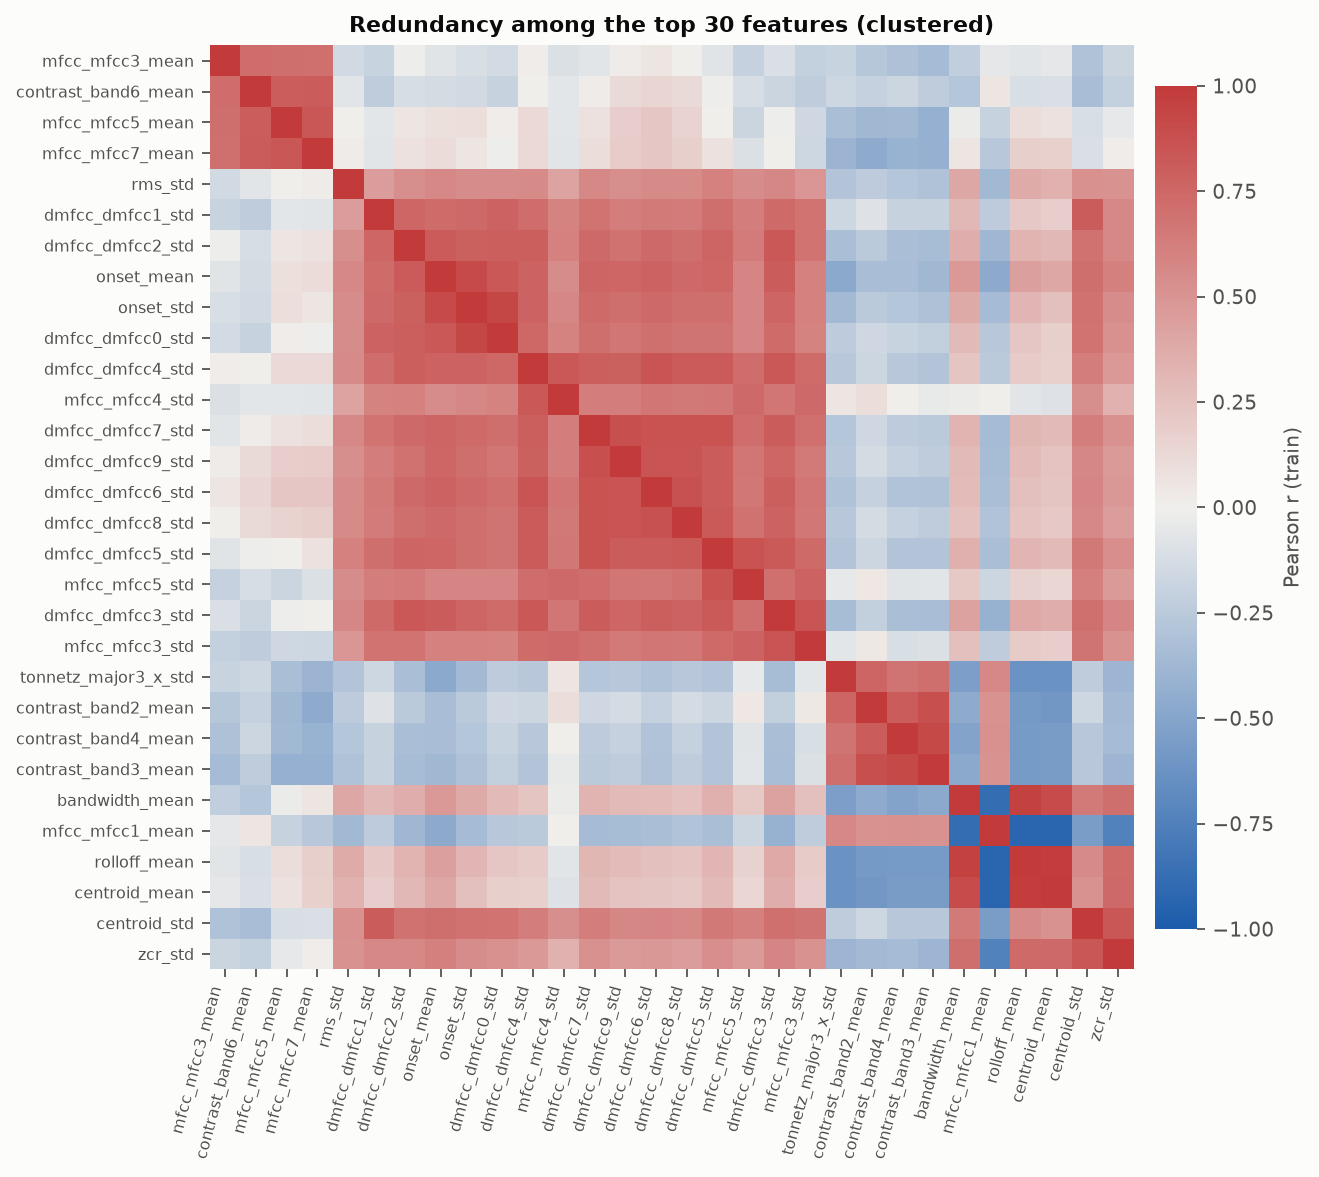 Redundancy among the top 30 features (clustered)
mfcc_mfcc3_mean
contrast_band6_mean
mfcc_mfcc5_mean
mfcc_mfcc7_mean
rms_std
dmfcc_dmfcc1_std
dmfcc_dmfcc2_std
onset_mean
onset_std
dmfcc_dmfcc0_std
dmfcc_dmfcc4_std
mfcc_mfcc4_std
dmfcc_dmfcc7_std
dmfcc_dmfcc9_std
dmfcc_dmfcc6_std
dmfcc_dmfcc8_std
dmfcc_dmfcc5_std
mfcc_mfcc5_std
dmfcc_dmfcc3_std
mfcc_mfcc3_std
tonnetz_major3_x_std
contrast_band2_mean
contrast_band4_mean
contrast_band3_mean
bandwidth_mean
mfcc_mfcc1_mean
rolloff_mean
centroid_mean
centroid_std
zcr_std
mfcc_mfcc3_mean
contrast_band6_mean
mfcc_mfcc5_mean
mfcc_mfcc7_mean
rms_std
dmfcc_dmfcc1_std
dmfcc_dmfcc2_std
onset_mean
onset_std
dmfcc_dmfcc0_std
dmfcc_dmfcc4_std
mfcc_mfcc4_std
dmfcc_dmfcc7_std
dmfcc_dmfcc9_std
dmfcc_dmfcc6_std
dmfcc_dmfcc8_std
dmfcc_dmfcc5_std
mfcc_mfcc5_std
dmfcc_dmfcc3_std
mfcc_mfcc3_std
tonnetz_major3_x_std
contrast_band2_mean
contrast_band4_mean
contrast_band3_mean
bandwidth_mean
mfcc_mfcc1_mean
rolloff_mean
centroid_mean
centroid_std
zcr_std
1.00
0.75
0.50
0.25
0.00
−0.25
−0.50
−0.75
−1.00
Pearson r (train)